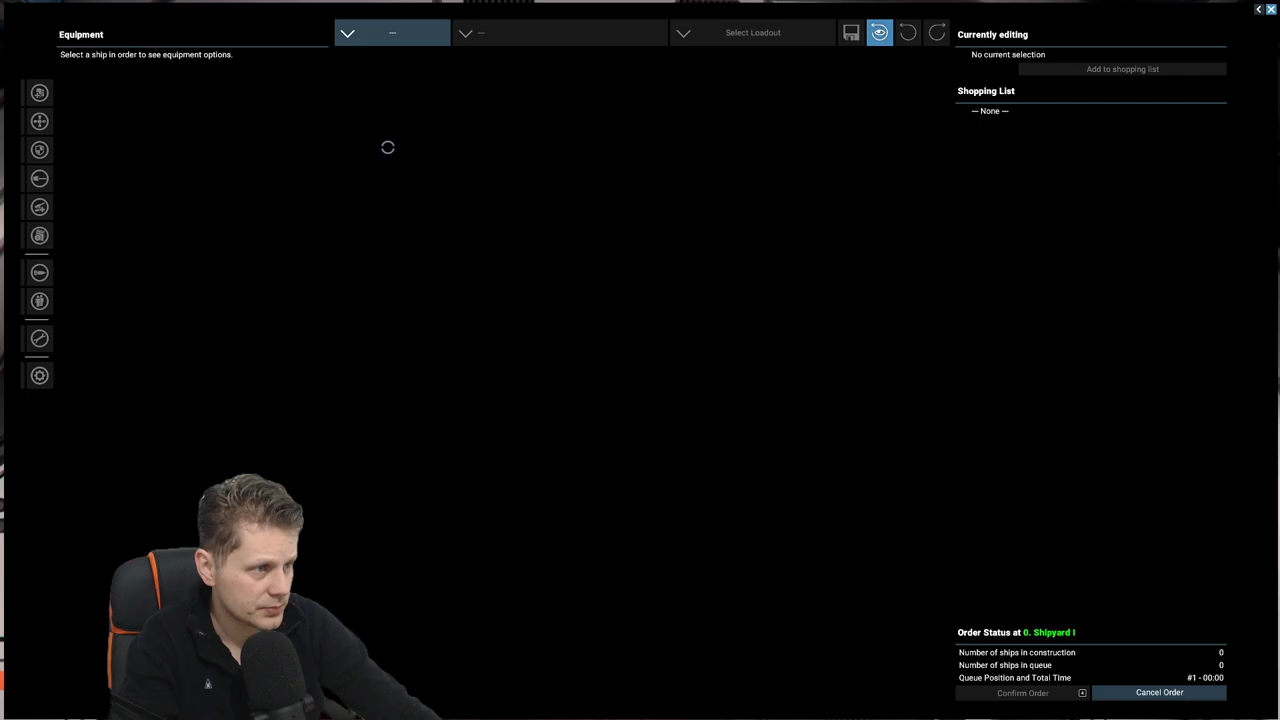 Equipment
Select a ship in order to see equipment options.
---
---
Select Loadout
Currently editing
No current selection
Add to shopping list
Shopping List
— None —
Order Status at 0. Shipyard I
Number of ships in construction 0
Number of ships in queue 0
Queue Position and Total Time #1 - 00:00
Confirm Order
Cancel Order